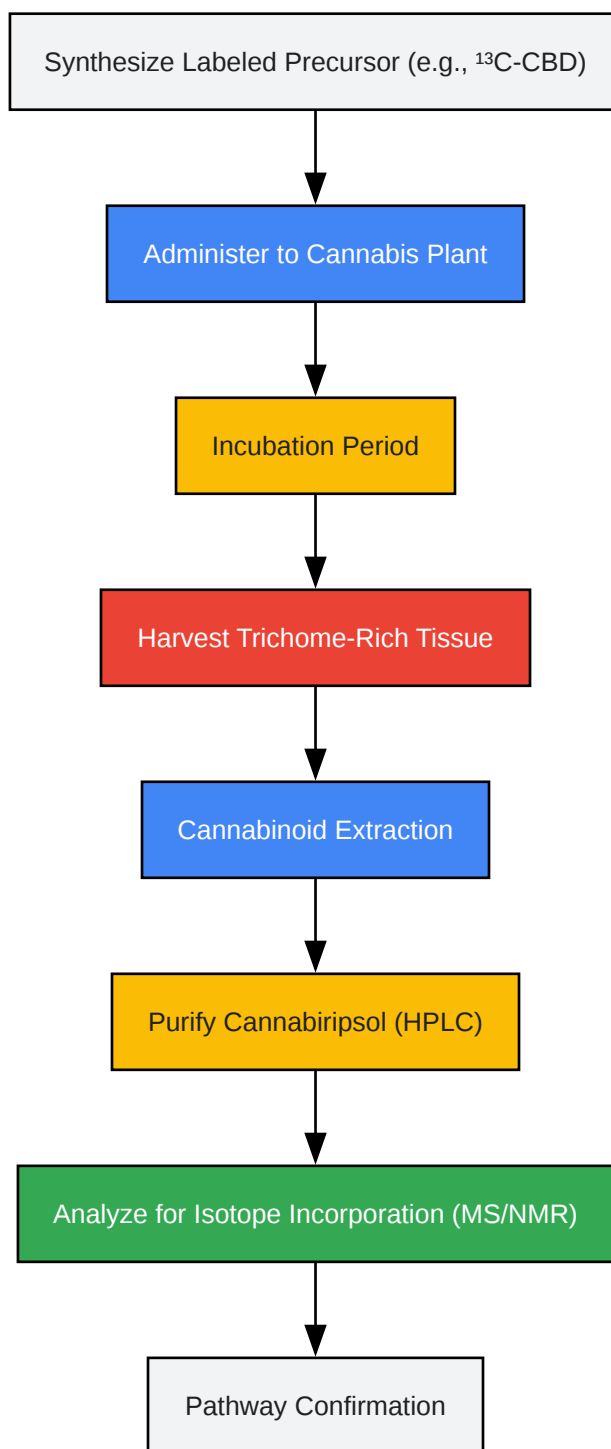 Synthesize Labeled Precursor (e.g., ¹³C-CBD)
Administer to Cannabis Plant
Incubation Period
Harvest Trichome-Rich Tissue
Cannabinoid Extraction
Purify Cannabiripsol (HPLC)
Analyze for Isotope Incorporation (MS/NMR)
Pathway Confirmation